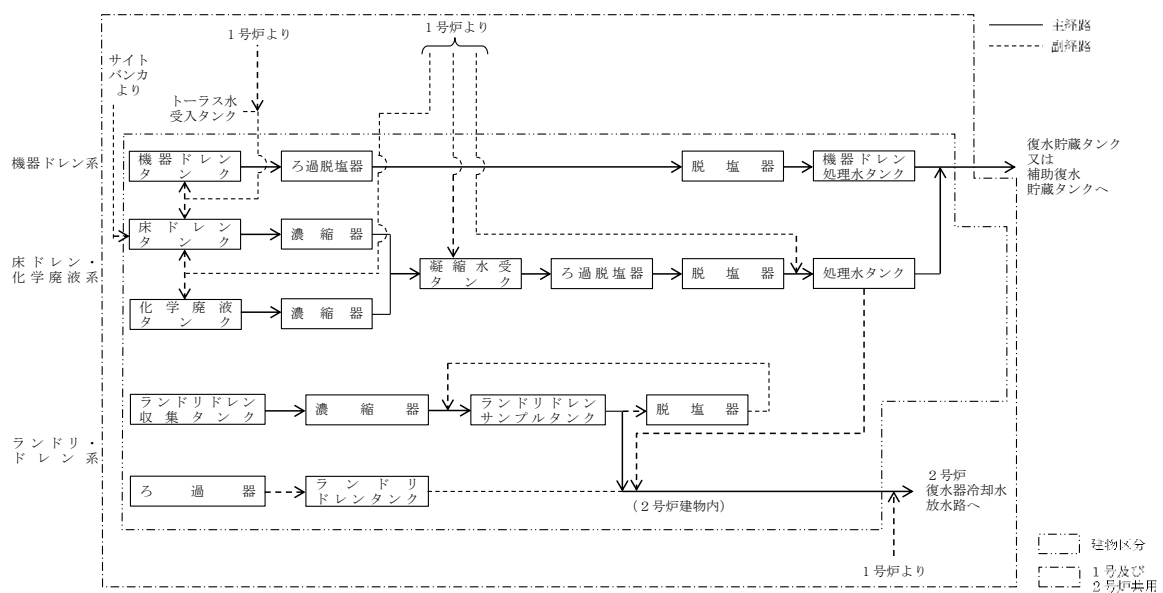 １号炉より
１号炉より
主経路
副経路
サイト
バンカ
より
トーラス水
受入タンク
機器ドレン系
機器ドレン
タンク
ろ過脱塩器
脱塩器
機器ドレン
処理水タンク
復水貯蔵タンク
又は
補助復水
貯蔵タンクへ
床ドレン
タンク
濃縮器
床ドレン・
化学廃液系
凝縮水受
タンク
ろ過脱塩器
脱塩器
処理水タンク
化学廃液
タンク
濃縮器
ランドリドレン
収集タンク
濃縮器
ランドリドレン
サンプルタンク
脱塩器
ランドリ・
ドレン系
ろ過器
ランドリ
ドレンタンク
（２号炉建物内）
２号炉
復水器冷却水
放水路へ
１号炉より
建物区分
１号及び
２号炉共用